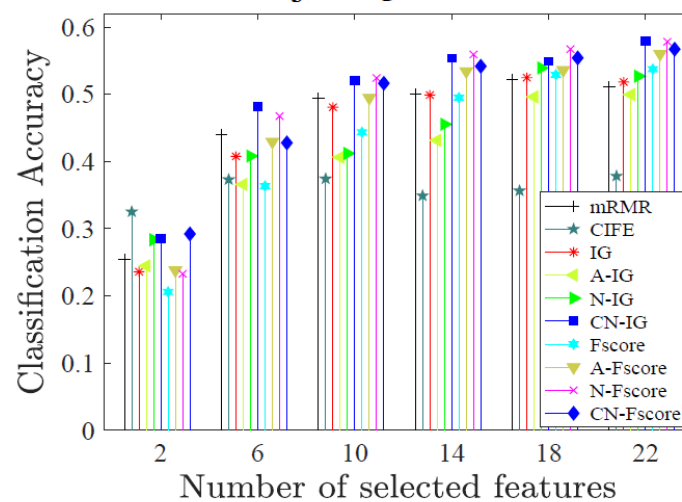 0.6
0.5
0.4
0.3
0.2
0.1
0
Classification Accuracy
2 6 10 14 18 22
Number of selected features
mRMR
CIFE
IG
A-IG
N-IG
CN-IG
Fscore
A-Fscore
N-Fscore
CN-Fscore